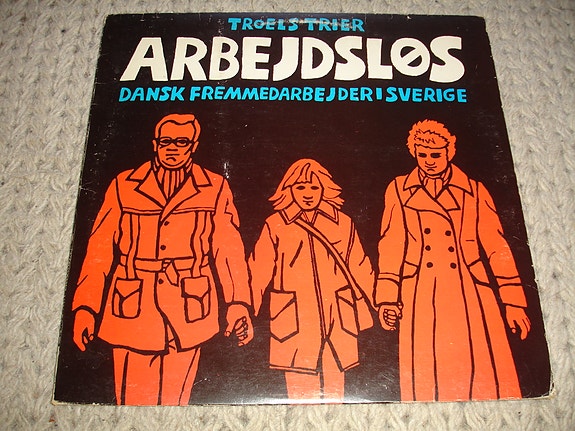 TROELS TRIER
ARBEJDSLØS
DANSK FREMMEDARBEJDER I SVERIGE